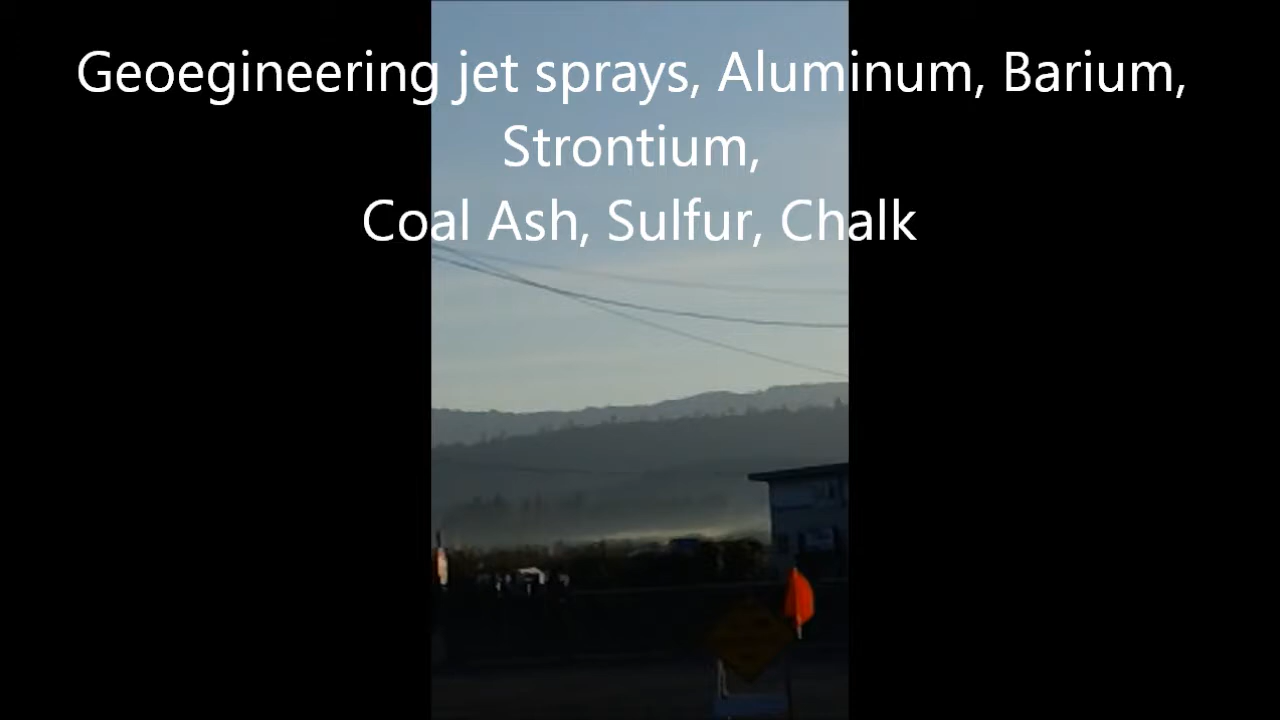 Geoegineering jet sprays, Aluminum, Barium,
Strontium,
Coal Ash, Sulfur, Chalk